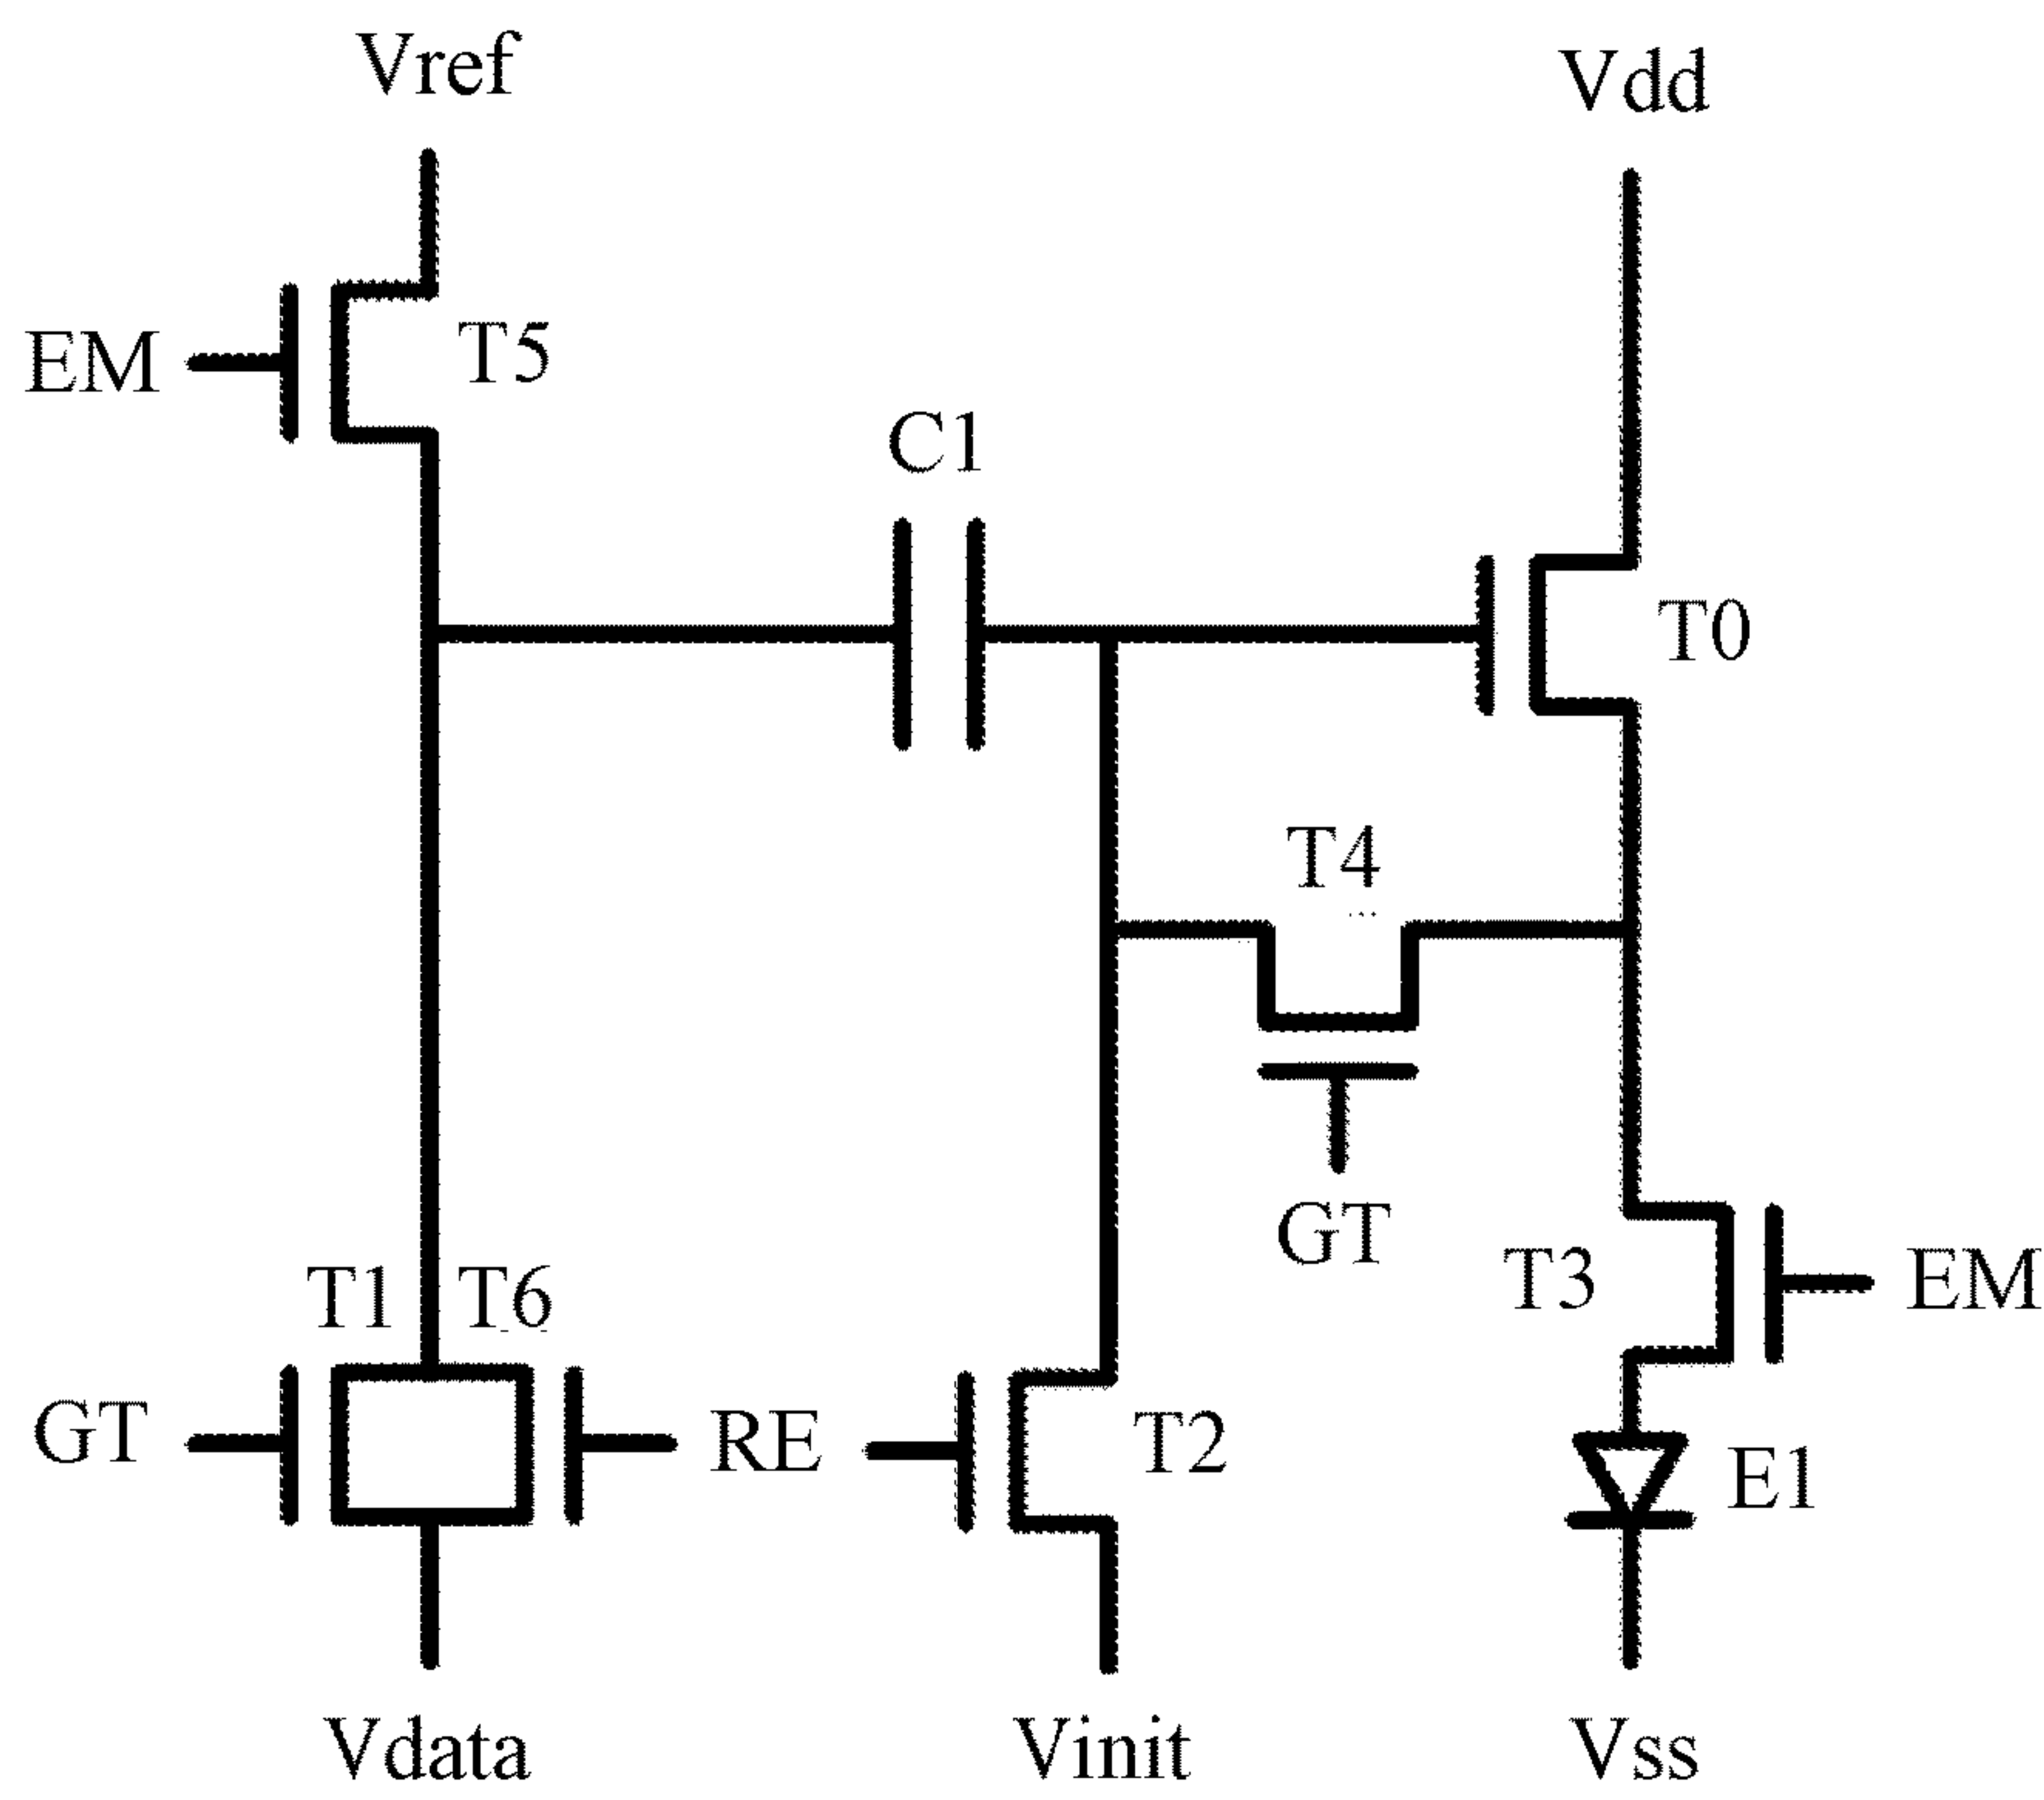 Vref
Vdd
EM
T5
C1
T0
T4
GT
T1
T6
T3
EM
GT
RE
T2
E1
Vdata
Vinit
Vss